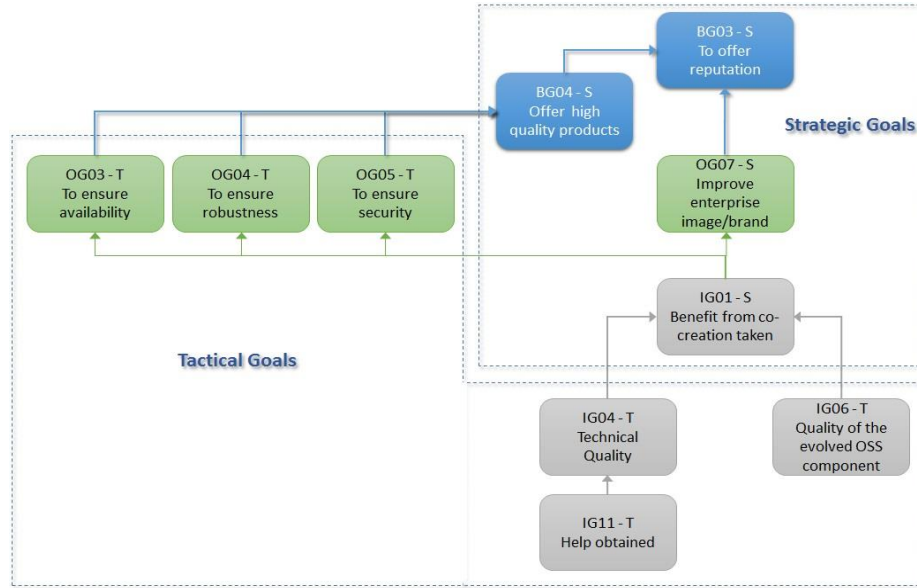 BG03 - S
To offer
reputation
BG04 - S
Offer high
quality products
Strategic Goals
OG03 - T
To ensure
availability
OG04 - T
To ensure
robustness
OG05 - T
To ensure
security
OG07 - S
Improve
enterprise
image/brand
IG01 - S
Benefit from co-
creation taken
Tactical Goals
IG04 - T
Technical
Quality
IG06 - T
Quality of the
evolved OSS
component
IG11 - T
Help obtained